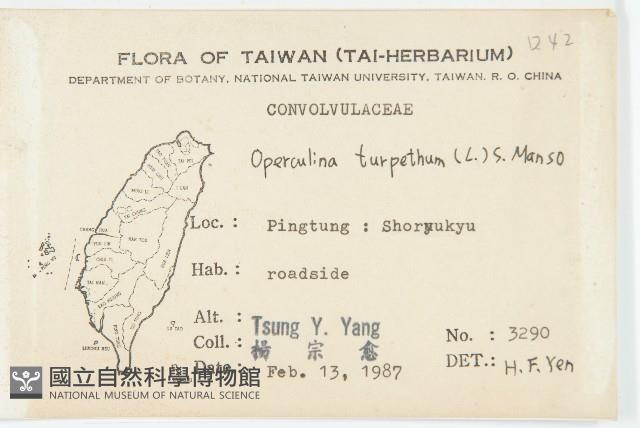 1242
FLORA OF TAIWAN (TAI-HERBARIUM)
DEPARTMENT OF BOTANY, NATIONAL TAIWAN UNIVERSITY, TAIWAN. R. O. CHINA
CONVOLVULACEAE
Operculina turpethum (L.) S. Manso
Loc. : Pingtung : Shoryukyu
Hab. : roadside
Alt. :
Coll. : Tsung Y. Yang
楊 宗 愈
No. : 3290
Date : Feb. 13, 1987
DET.: H. F. Yen
國立自然科學博物館
NATIONAL MUSEUM OF NATURAL SCIENCE